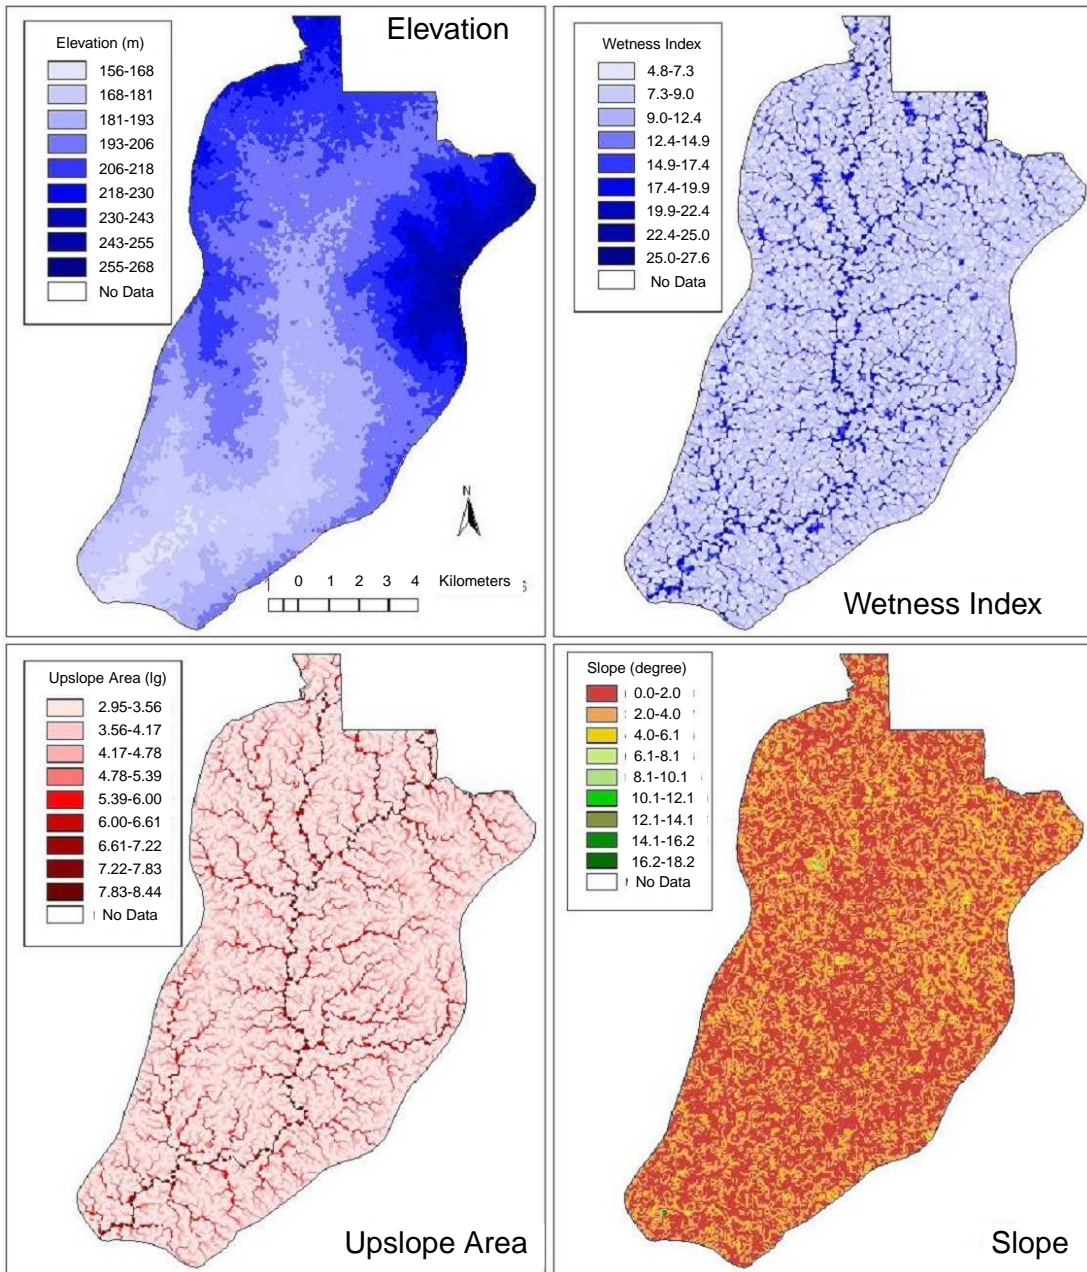 Elevation
Elevation (m)
156-168
168-181
181-193
193-206
206-218
218-230
230-243
243-255
255-268
No Data
N
0 1 2 3 4 Kilometers
Wetness Index
4.8-7.3
7.3-9.0
9.0-12.4
12.4-14.9
14.9-17.4
17.4-19.9
19.9-22.4
22.4-25.0
25.0-27.6
No Data
Wetness Index
Upslope Area (lg)
2.95-3.56
3.56-4.17
4.17-4.78
4.78-5.39
5.39-6.00
6.00-6.61
6.61-7.22
7.22-7.83
7.83-8.44
No Data
Upslope Area
Slope (degree)
0.0-2.0
2.0-4.0
4.0-6.1
6.1-8.1
8.1-10.1
10.1-12.1
12.1-14.1
14.1-16.2
16.2-18.2
No Data
Slope